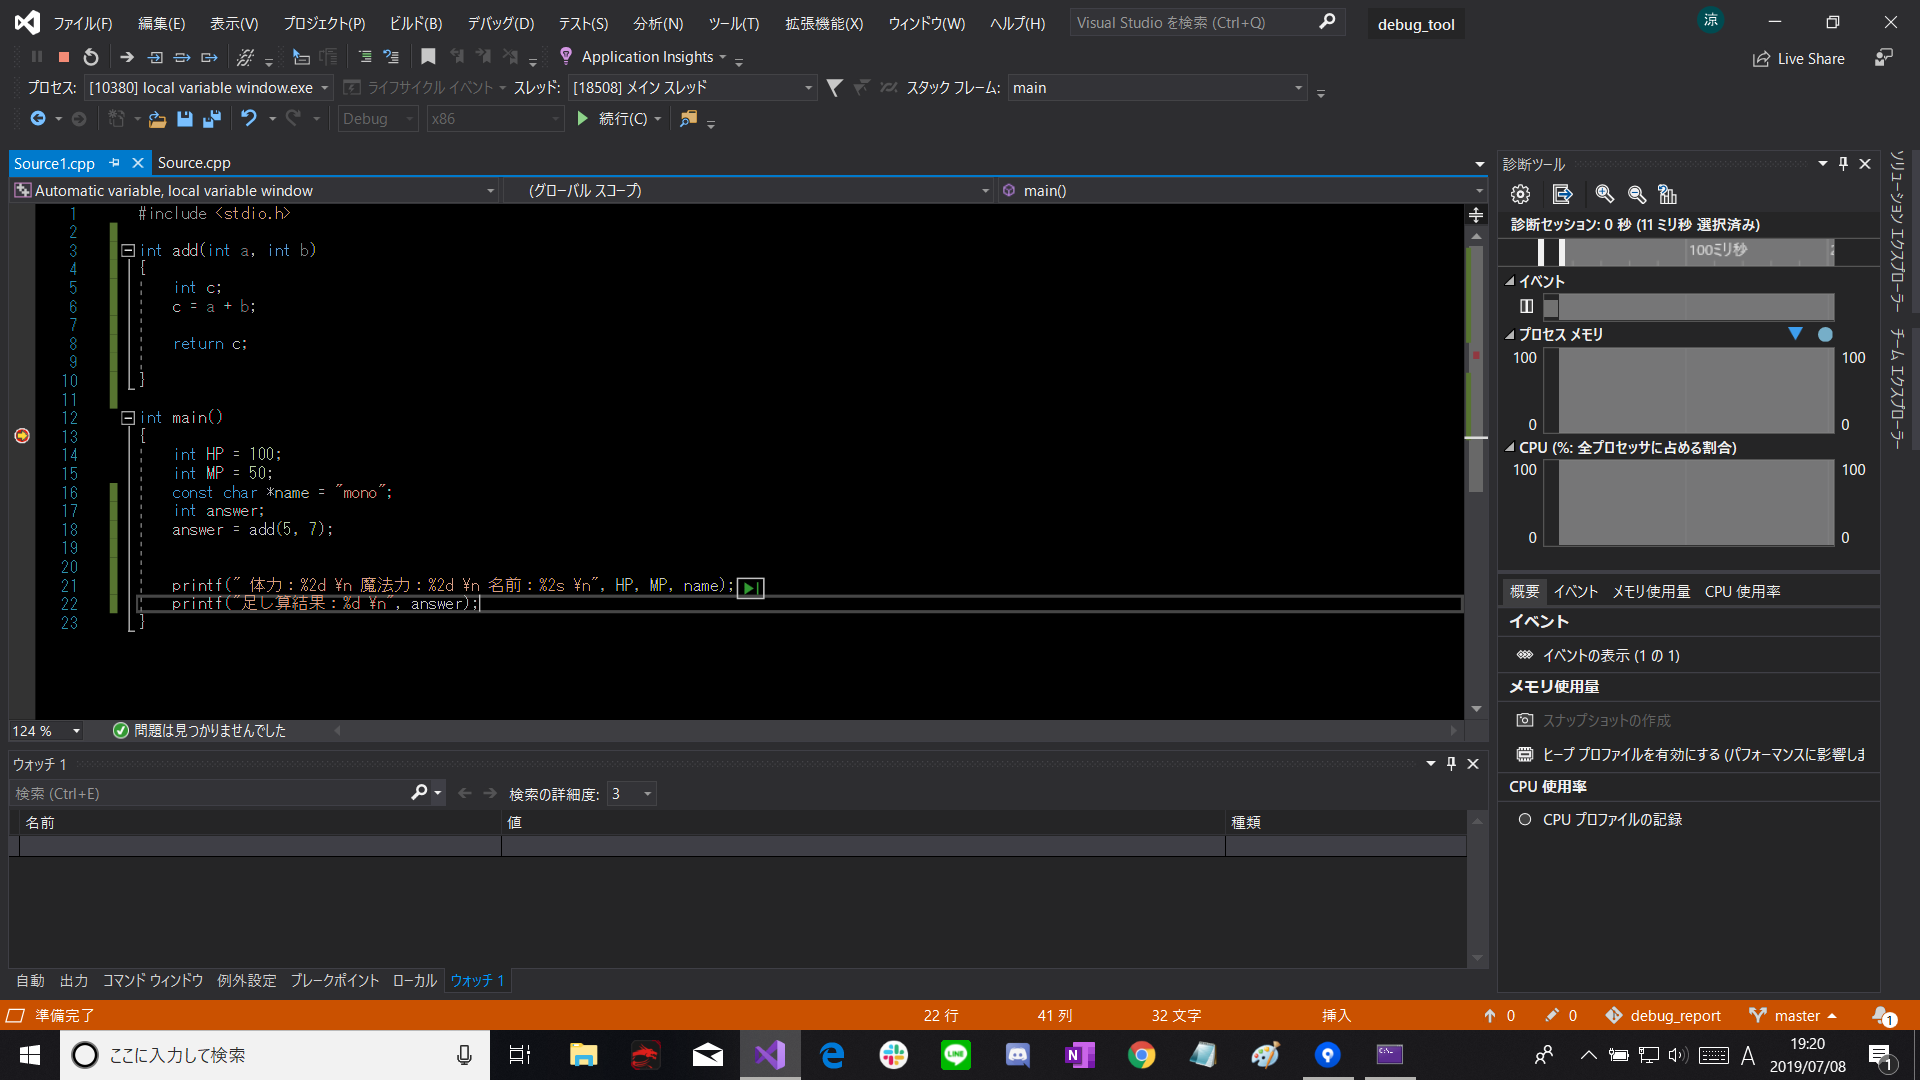 ファイル(F) 編集(E) 表示(V) プロジェクト(P) ビルド(B) デバッグ(D) テスト(S) 分析(N) ツール(T) 拡張機能(X) ウィンドウ(W) ヘルプ(H) Visual Studio を検索 (Ctrl+Q) debug_tool 涼
Application Insights Live Share
プロセス: [10380] local variable window.exe ライフサイクル イベント スレッド: [18508] メイン スレッド スタック フレーム: main
Debug x86 続行(C)
Source1.cpp Source.cpp
Automatic variable, local variable window (グローバル スコープ) main()
1 #include <stdio.h>
2
3 int add(int a, int b)
4 {
5 int c;
6 c = a + b;
7
8 return c;
9
10 }
11
12 int main()
13 {
14 int HP = 100;
15 int MP = 50;
16 const char *name = "mono";
17 int answer;
18 answer = add(5, 7);
19
20
21 printf(" 体力：%2d ¥n 魔法力：%2d ¥n 名前：%2s ¥n", HP, MP, name);
22 printf("足し算結果：%d ¥n", answer);
23 }
124 % 問題は見つかりませんでした
ウォッチ 1
検索 (Ctrl+E) 検索の詳細度: 3
名前 値 種類
自動 出力 コマンド ウィンドウ 例外設定 ブレークポイント ローカル ウォッチ 1
診断ツール
診断セッション: 0 秒 (11 ミリ秒 選択済み)
100ミリ秒
イベント
プロセス メモリ
100 100
0 0
CPU (%: 全プロセッサに占める割合)
100 100
0 0
概要 イベント メモリ使用量 CPU 使用率
イベント
イベントの表示 (1 の 1)
メモリ使用量
スナップショットの作成
ヒープ プロファイルを有効にする (パフォーマンスに影響しま
CPU 使用率
CPU プロファイルの記録
ソリューション エクスプローラー
チーム エクスプローラー
準備完了 22 行 41 列 32 文字 挿入 0 0 debug_report master 1
ここに入力して検索 A 19:20
2019/07/08 1